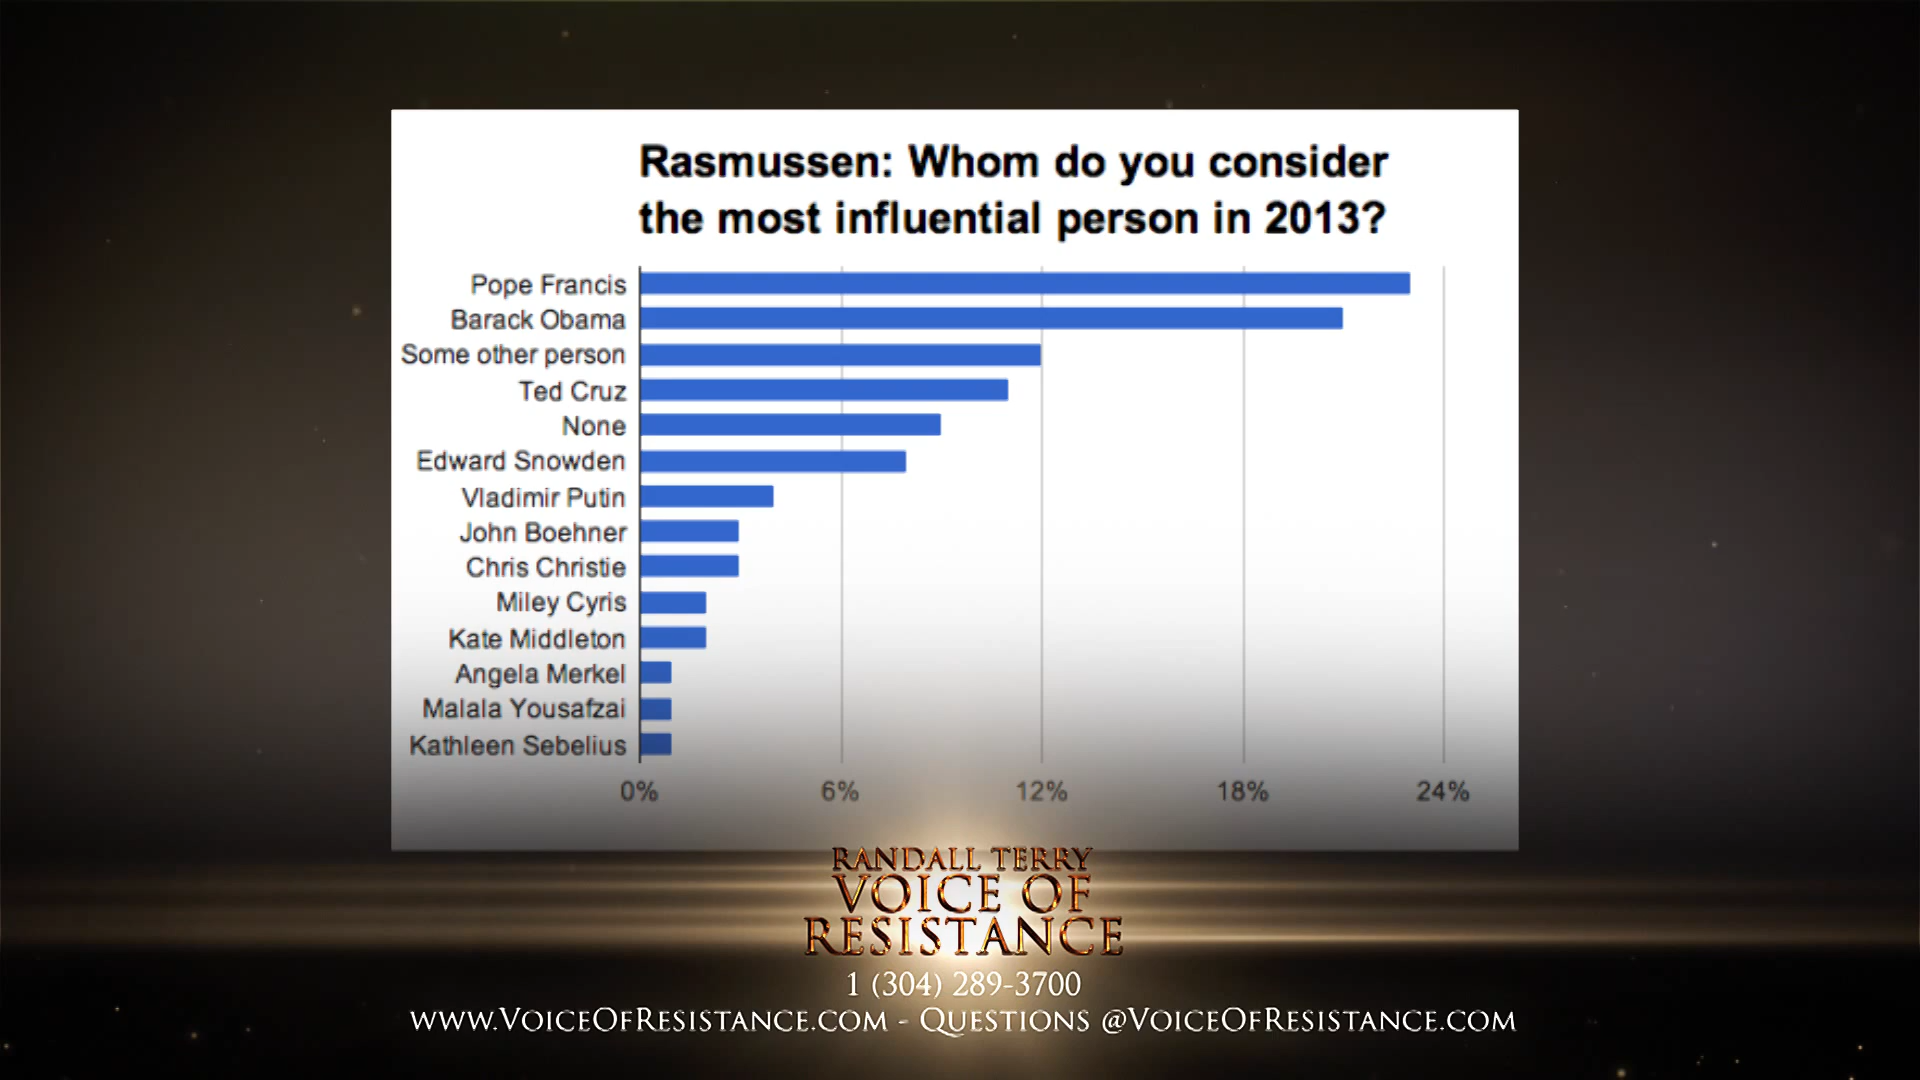 Rasmussen: Whom do you consider
the most influential person in 2013?
Pope Francis
Barack Obama
Some other person
Ted Cruz
None
Edward Snowden
Vladimir Putin
John Boehner
Chris Christie
Miley Cyris
Kate Middleton
Angela Merkel
Malala Yousafzai
Kathleen Sebelius
0% 6% 12% 18% 24%
RANDALL TERRY
VOICE OF
RESISTANCE
1 (304) 289-3700
WWW.VOICEOFRESISTANCE.COM - QUESTIONS @VOICEOFRESISTANCE.COM